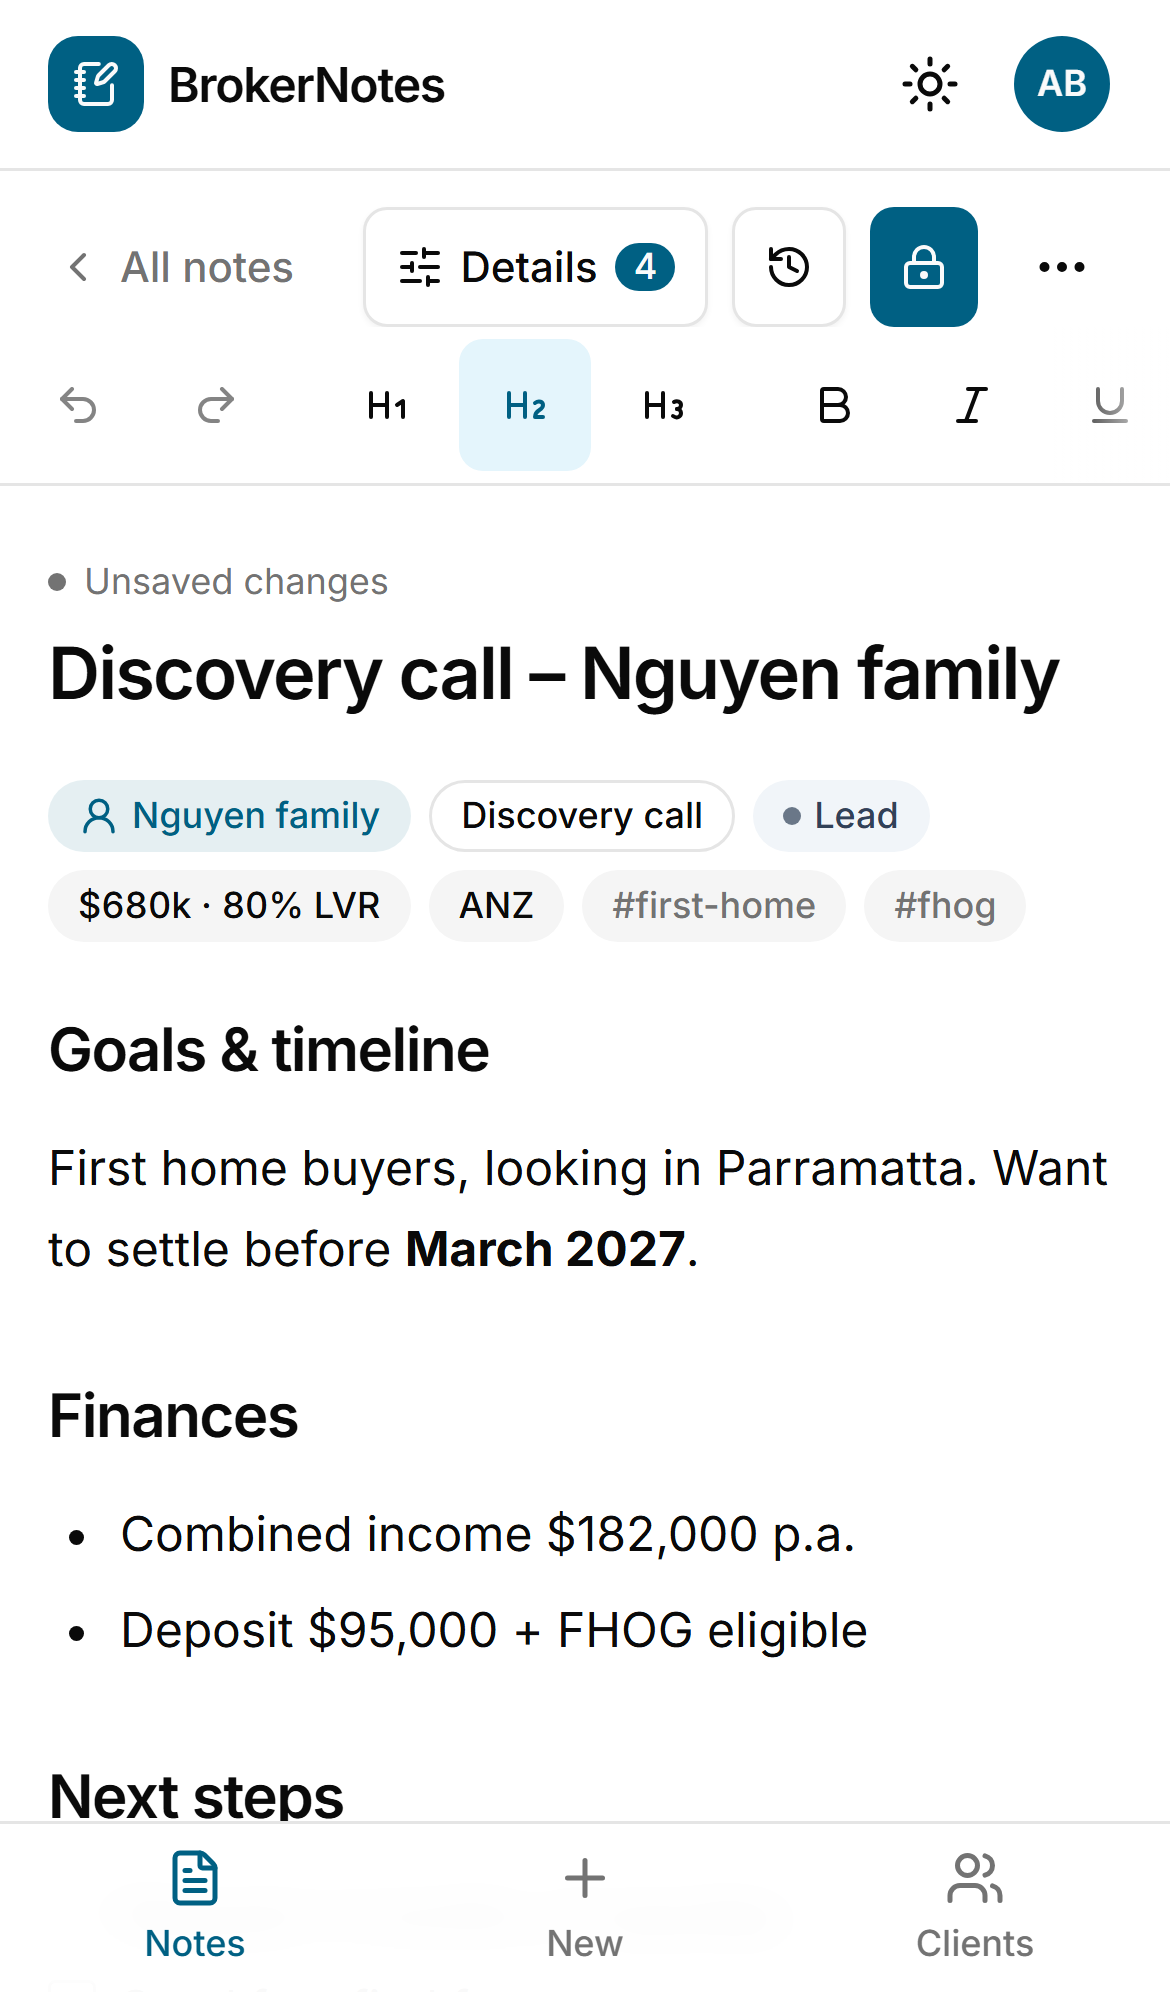 BrokerNotes
AB
All notes
Details 4
H1 H2 H3 B I U
Unsaved changes
Discovery call – Nguyen family
Nguyen family Discovery call Lead
$680k · 80% LVR ANZ #first-home #fhog
Goals & timeline
First home buyers, looking in Parramatta. Want
to settle before March 2027.
Finances
• Combined income $182,000 p.a.
• Deposit $95,000 + FHOG eligible
Next steps
Notes New Clients